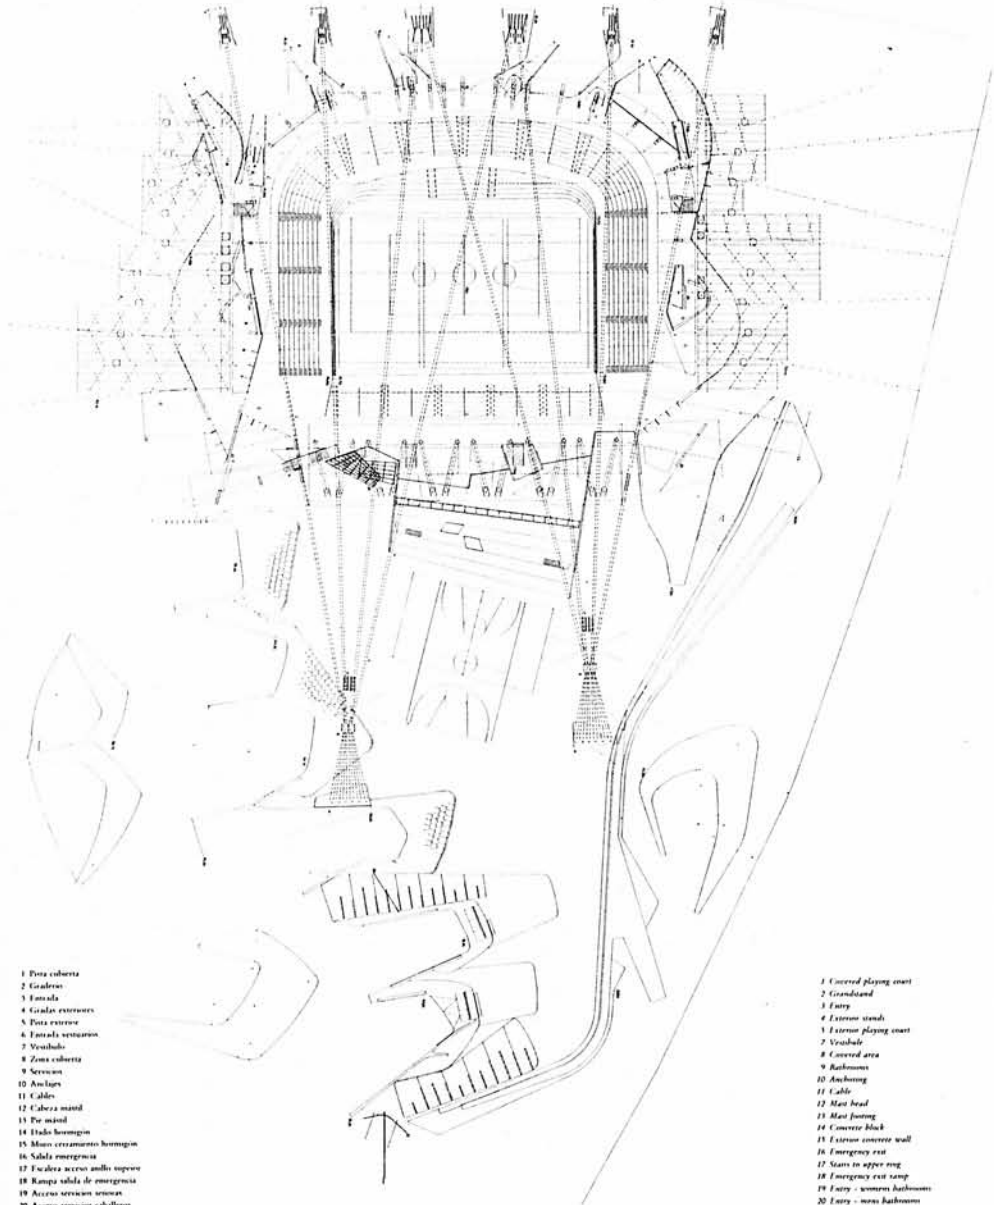 1 Pista cubierta
2 Graderío
3 Entrada
4 Gradas exteriores
5 Pista exterior
6 Entrada vestuarios
7 Vestíbulo
8 Zona cubierta
9 Servicios
10 Anclajes
11 Cables
12 Cabeza mástil
13 Pie mástil
14 Dado hormigón
15 Muro cerramiento hormigón
16 Salida emergencia
17 Escalera acceso anillo superior
18 Rampa salida de emergencia
19 Acceso servicios señoras
20 Acceso servicios caballeros
1 Covered playing court
2 Grandstand
3 Entry
4 Exterior stands
5 Exterior playing court
7 Vestibule
8 Covered area
9 Bathrooms
10 Anchoring
11 Cable
12 Mast head
13 Mast footing
14 Concrete block
15 Exterior concrete wall
16 Emergency exit
17 Stairs to upper ring
18 Emergency exit ramp
19 Entry - womens bathrooms
20 Entry - mens bathrooms